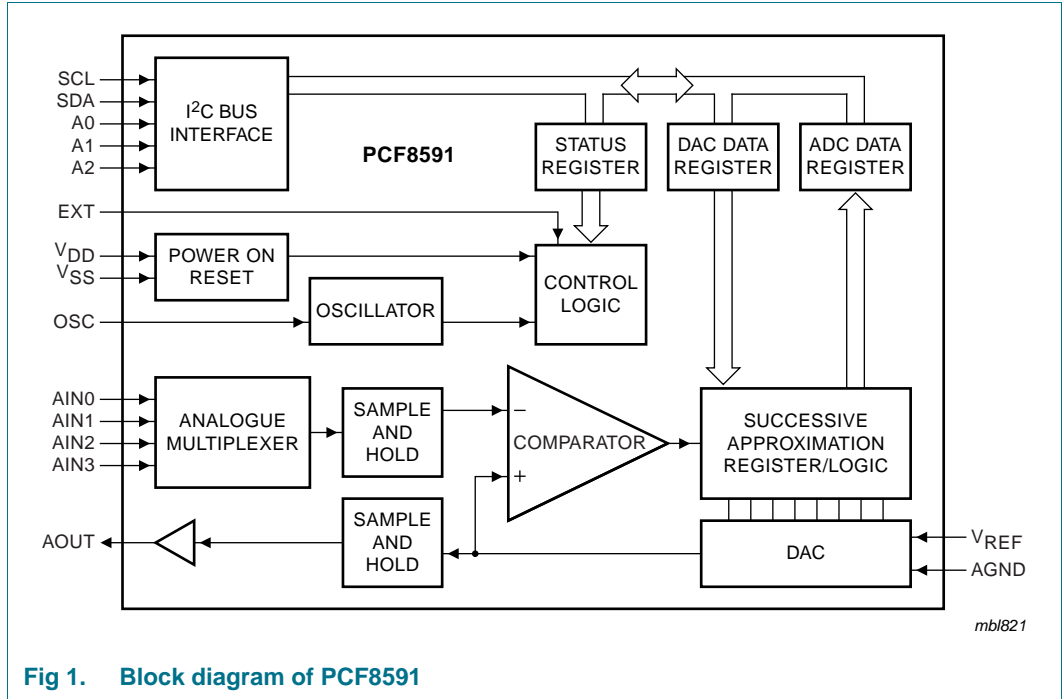 SCL
SDA
A0
A1
A2
I2C BUS
INTERFACE
PCF8591
STATUS
REGISTER
DAC DATA
REGISTER
ADC DATA
REGISTER
EXT
VDD
VSS
POWER ON
RESET
CONTROL
LOGIC
OSC
OSCILLATOR
AIN0
AIN1
AIN2
AIN3
ANALOGUE
MULTIPLEXER
SAMPLE
AND
HOLD
−
COMPARATOR
+
SUCCESSIVE
APPROXIMATION
REGISTER/LOGIC
AOUT
SAMPLE
AND
HOLD
DAC
VREF
AGND
mbl821
Fig 1. Block diagram of PCF8591